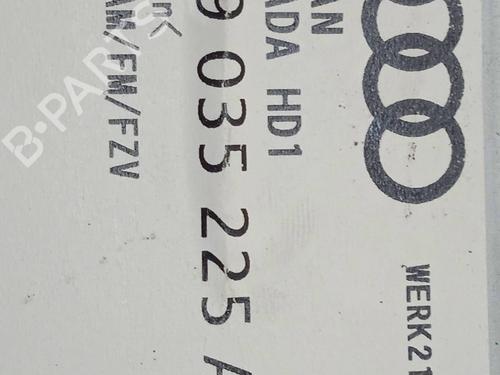 AN
ADA HD1
9 035 225 A
AM/FM/FZV
WERK21
B-PARTS